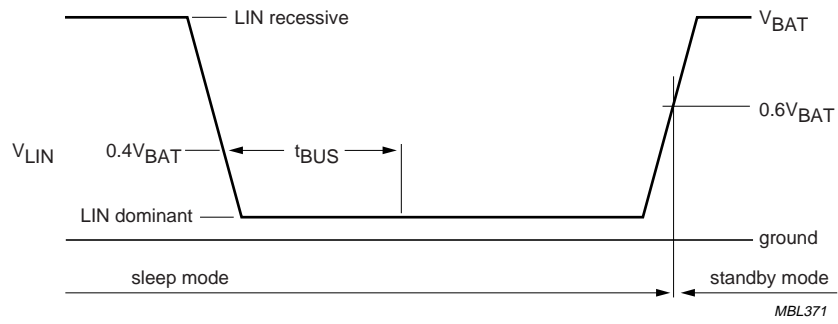 LIN recessive
VBAT
0.6VBAT
VLIN
0.4VBAT
tBUS
LIN dominant
ground
sleep mode
standby mode
MBL371